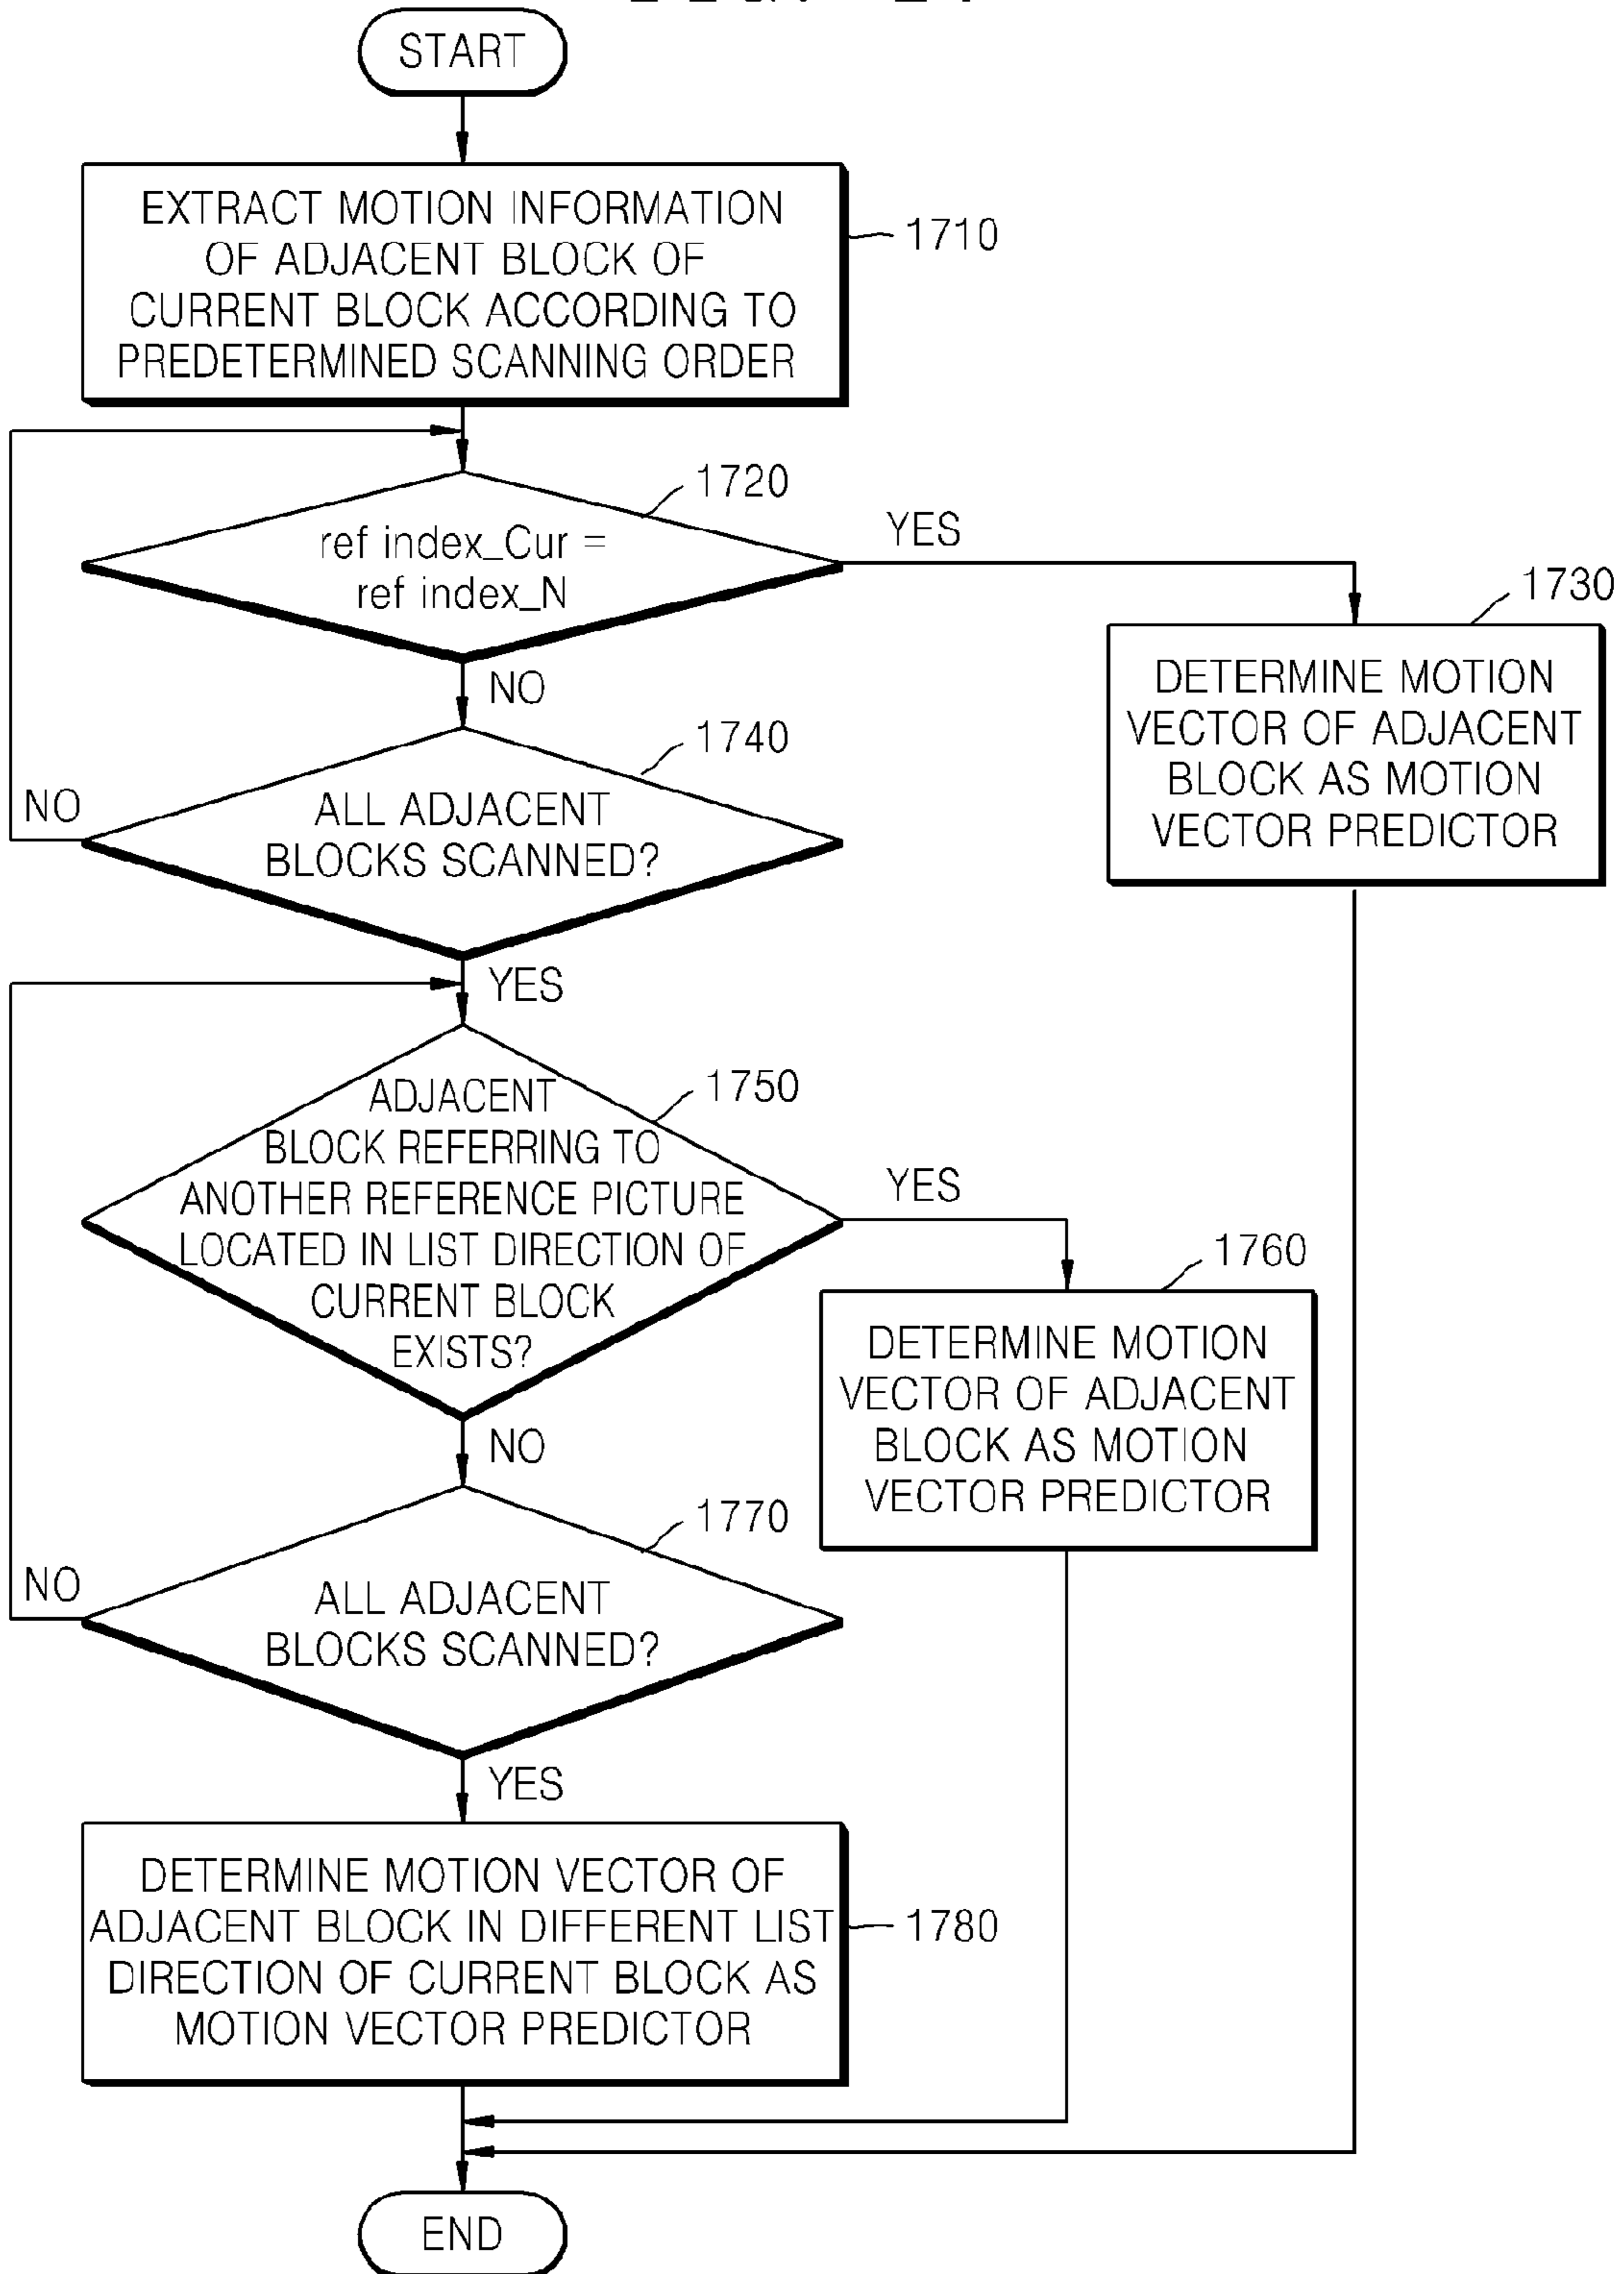 START
EXTRACT MOTION INFORMATION
OF ADJACENT BLOCK OF
CURRENT BLOCK ACCORDING TO
PREDETERMINED SCANNING ORDER
1710
1720
ref index_Cur =
ref index_N
YES
NO
1730
DETERMINE MOTION
VECTOR OF ADJACENT
BLOCK AS MOTION
VECTOR PREDICTOR
1740
ALL ADJACENT
BLOCKS SCANNED?
NO
YES
1750
ADJACENT
BLOCK REFERRING TO
ANOTHER REFERENCE PICTURE
LOCATED IN LIST DIRECTION OF
CURRENT BLOCK
EXISTS?
YES
NO
1760
DETERMINE MOTION
VECTOR OF ADJACENT
BLOCK AS MOTION
VECTOR PREDICTOR
1770
ALL ADJACENT
BLOCKS SCANNED?
NO
YES
DETERMINE MOTION VECTOR OF
ADJACENT BLOCK IN DIFFERENT LIST
DIRECTION OF CURRENT BLOCK AS
MOTION VECTOR PREDICTOR
1780
END